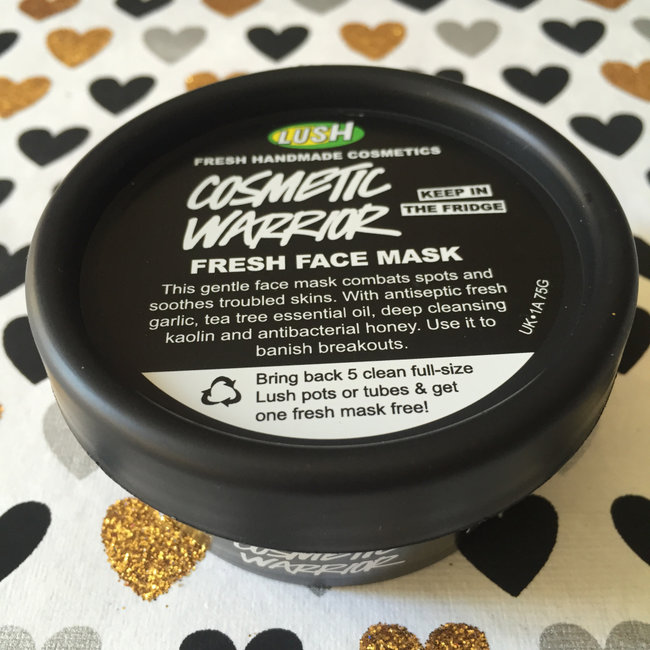 LUSH
FRESH HANDMADE COSMETICS
COSMETIC
WARRIOR
KEEP IN
THE FRIDGE
FRESH FACE MASK
This gentle face mask combats spots and
soothes troubled skins. With antiseptic fresh
garlic, tea tree essential oil, deep cleansing
kaolin and antibacterial honey. Use it to
banish breakouts.
UK•1A 75G
Bring back 5 clean full-size
Lush pots or tubes & get
one fresh mask free!
COSMETIC
WARRIOR